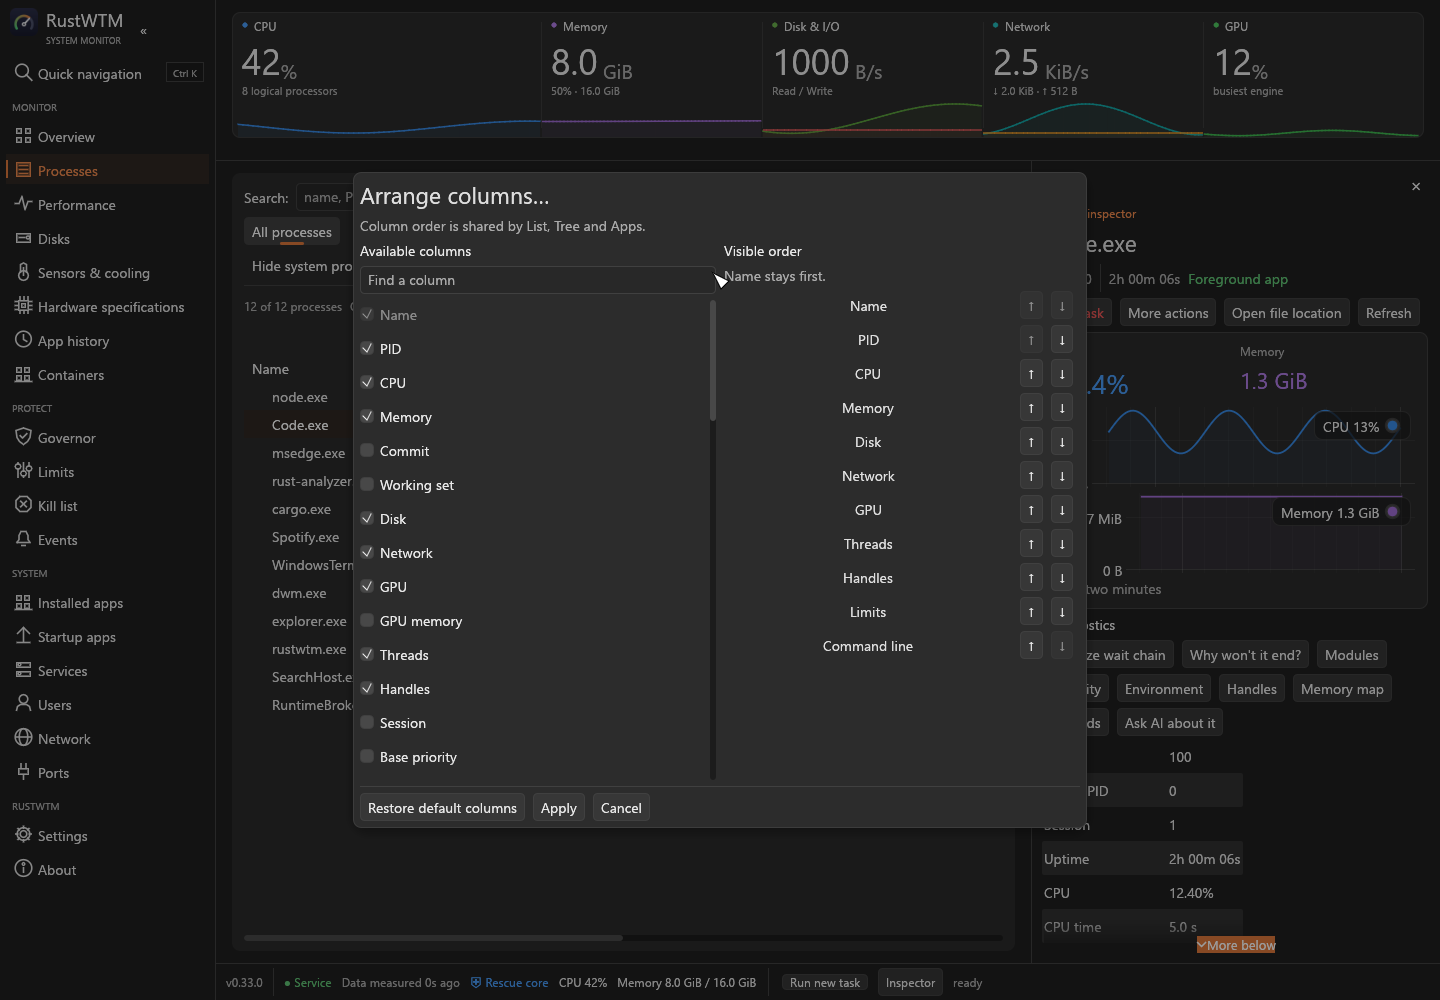 RustWTM
SYSTEM MONITOR
«
Quick navigation
Ctrl K
MONITOR
Overview
Processes
Performance
Disks
Sensors & cooling
Hardware specifications
App history
Containers
PROTECT
Governor
Limits
Kill list
Events
SYSTEM
Installed apps
Startup apps
Services
Users
Network
Ports
RUSTWTM
Settings
About
CPU
42%
8 logical processors
Memory
8.0 GiB
50% · 16.0 GiB
Disk & I/O
1000 B/s
Read / Write
Network
2.5 KiB/s
↓ 2.0 KiB · ↑ 512 B
GPU
12%
busiest engine
Search:
name, P
All processes
Hide system pro
12 of 12 processes
Name
node.exe
Code.exe
msedge.exe
rust-analyzer.
cargo.exe
Spotify.exe
WindowsTerm
dwm.exe
explorer.exe
rustwtm.exe
SearchHost.e
RuntimeBroke
Arrange columns...
Column order is shared by List, Tree and Apps.
Available columns
Find a column
Name
PID
CPU
Memory
Commit
Working set
Disk
Network
GPU
GPU memory
Threads
Handles
Session
Base priority
Visible order
Name stays first.
Name ↑ ↓
PID ↑ ↓
CPU ↑ ↓
Memory ↑ ↓
Disk ↑ ↓
Network ↑ ↓
GPU ↑ ↓
Threads ↑ ↓
Handles ↑ ↓
Limits ↑ ↓
Command line ↑ ↓
Restore default columns
Apply
Cancel
inspector
×
e.exe
0
2h 00m 06s
Foreground app
ask
More actions
Open file location
Refresh
.4%
Memory
1.3 GiB
CPU 13%
7 MiB
Memory 1.3 GiB
0 B
two minutes
ostics
ze wait chain
Why won't it end?
Modules
ity
Environment
Handles
Memory map
ds
Ask AI about it
100
PID 0
Session 1
Uptime 2h 00m 06s
CPU 12.40%
CPU time 5.0 s
More below
v0.33.0
Service
Data measured 0s ago
Rescue core
CPU 42%
Memory 8.0 GiB / 16.0 GiB
Run new task
Inspector
ready